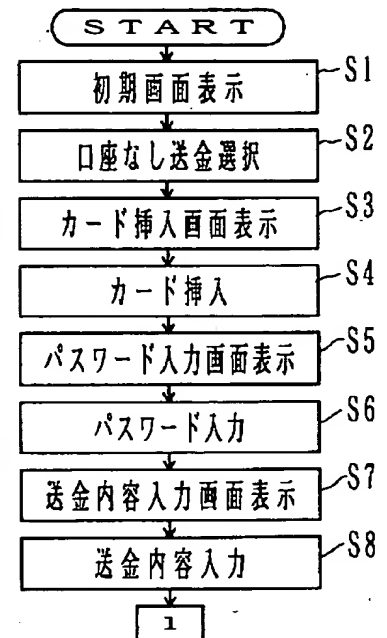 START
初期画面表示 S1
口座なし送金選択 S2
カード挿入画面表示 S3
カード挿入 S4
パスワード入力画面表示 S5
パスワード入力 S6
送金内容入力画面表示 S7
送金内容入力 S8
1